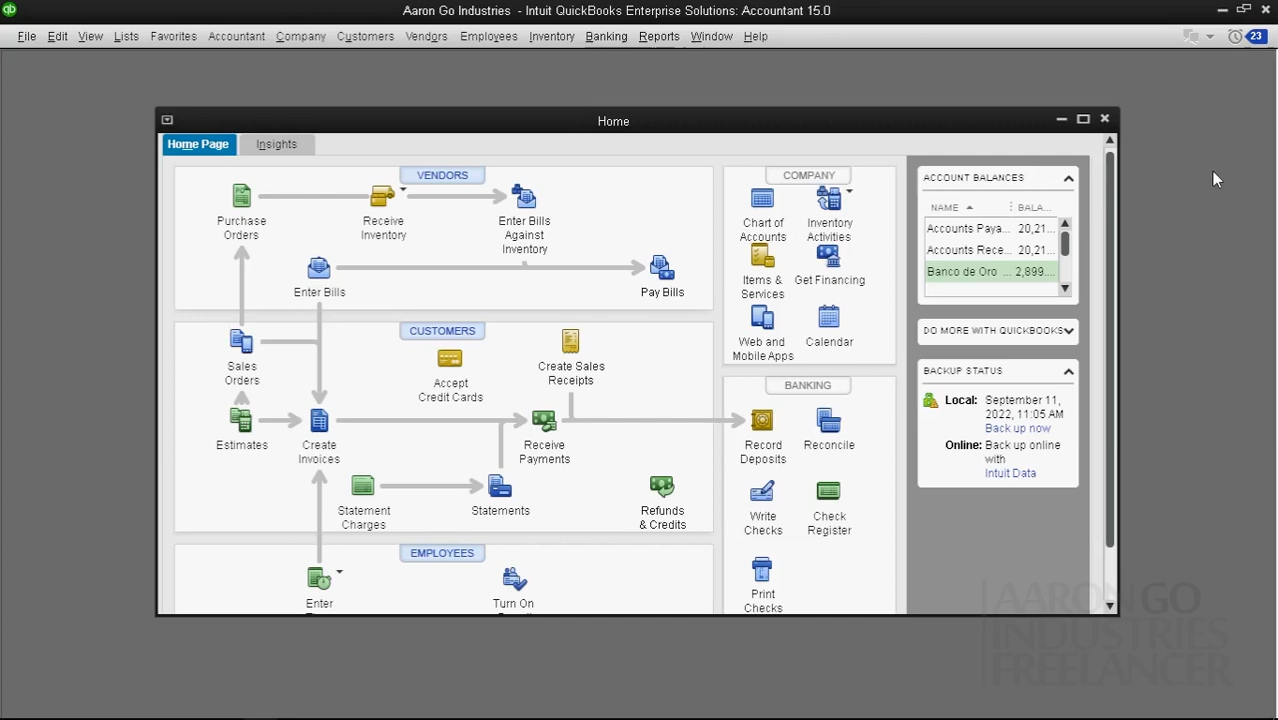 Aaron Go Industries - Intuit QuickBooks Enterprise Solutions: Accountant 15.0
File Edit View Lists Favorites Accountant Company Customers Vendors Employees Inventory Banking Reports Window Help 23
Home
Home Page Insights
VENDORS
Purchase
Orders
Receive
Inventory
Enter Bills
Against
Inventory
Enter Bills
Pay Bills
CUSTOMERS
Sales
Orders
Accept
Credit Cards
Create Sales
Receipts
Estimates
Create
Invoices
Receive
Payments
Statement
Charges
Statements
Refunds
& Credits
EMPLOYEES
Enter
Turn On
COMPANY
Chart of
Accounts
Inventory
Activities
Items &
Services
Get Financing
Web and
Mobile Apps
Calendar
BANKING
Record
Deposits
Reconcile
Write
Checks
Check
Register
Print
Checks
ACCOUNT BALANCES
NAME BALA...
Accounts Paya... 20,21...
Accounts Rece... 20,21...
Banco de Oro ... 2,899....
DO MORE WITH QUICKBOOKS
BACKUP STATUS
Local: September 11,
2022, 11:05 AM
Back up now
Online: Back up online
with
Intuit Data
AARON GO
INDUSTRIES
FREELANCER